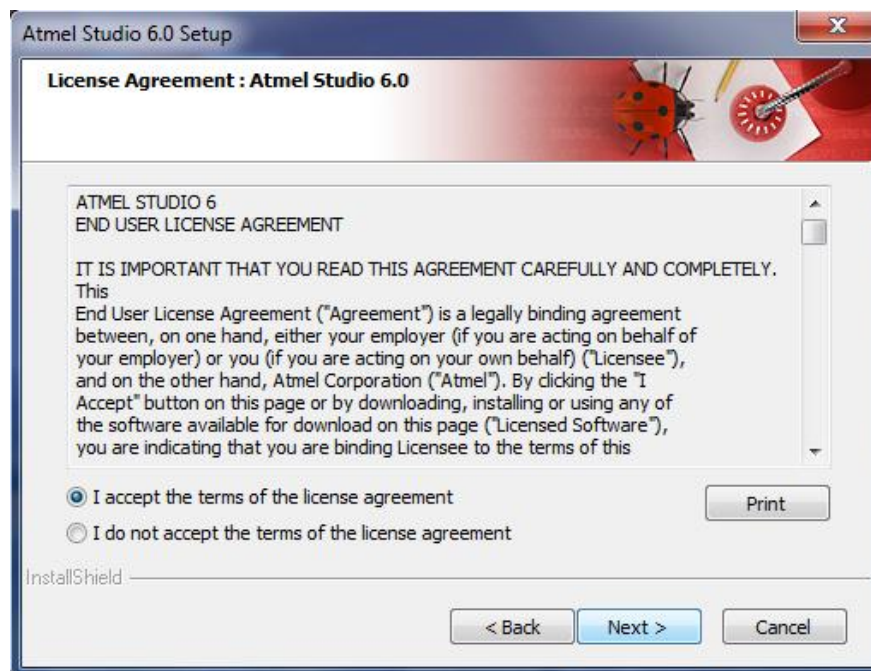 Atmel Studio 6.0 Setup
License Agreement : Atmel Studio 6.0
ATMEL STUDIO 6
END USER LICENSE AGREEMENT
IT IS IMPORTANT THAT YOU READ THIS AGREEMENT CAREFULLY AND COMPLETELY.
This
End User License Agreement ("Agreement") is a legally binding agreement
between, on one hand, either your employer (if you are acting on behalf of
your employer) or you (if you are acting on your own behalf) ("Licensee"),
and on the other hand, Atmel Corporation ("Atmel"). By clicking the "I
Accept" button on this page or by downloading, installing or using any of
the software available for download on this page ("Licensed Software"),
you are indicating that you are binding Licensee to the terms of this
I accept the terms of the license agreement
Print
I do not accept the terms of the license agreement
InstallShield
< Back Next > Cancel